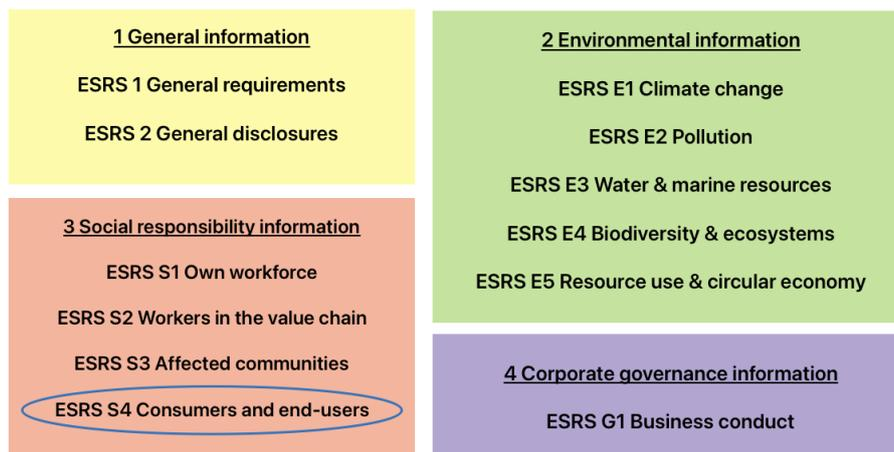 1 General information
ESRS 1 General requirements
ESRS 2 General disclosures
2 Environmental information
ESRS E1 Climate change
ESRS E2 Pollution
ESRS E3 Water & marine resources
ESRS E4 Biodiversity & ecosystems
ESRS E5 Resource use & circular economy
3 Social responsibility information
ESRS S1 Own workforce
ESRS S2 Workers in the value chain
ESRS S3 Affected communities
ESRS S4 Consumers and end-users
4 Corporate governance information
ESRS G1 Business conduct